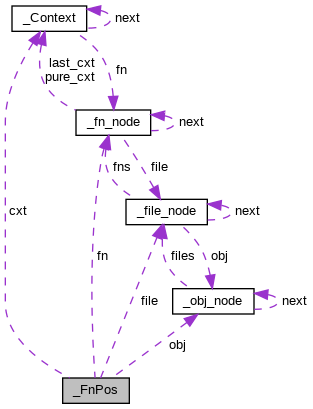 _Context
next
last_cxt
pure_cxt
fn
_fn_node
next
fns
file
_file_node
next
cxt
fn
file
files
obj
_obj_node
next
obj
_FnPos